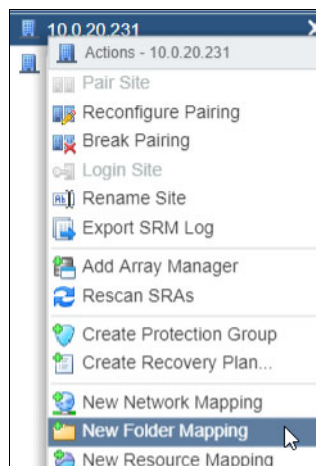 10.0.20.231
Actions - 10.0.20.231
Pair Site
Reconfigure Pairing
Break Pairing
Login Site
Rename Site
Export SRM Log
Add Array Manager
Rescan SRAs
Create Protection Group
Create Recovery Plan...
New Network Mapping
New Folder Mapping
New Resource Mapping